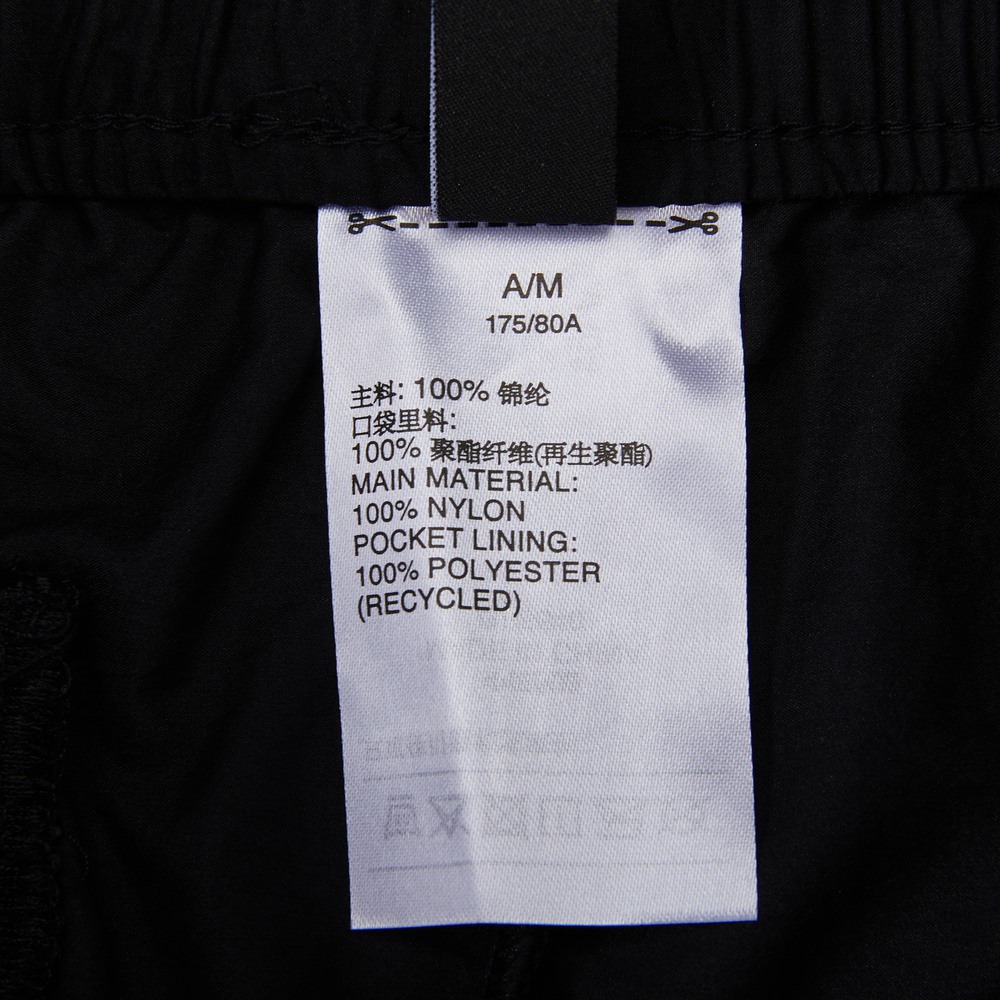 A/M
175/80A
主料: 100% 锦纶
口袋里料:
100% 聚酯纤维(再生聚酯)
MAIN MATERIAL:
100% NYLON
POCKET LINING:
100% POLYESTER
(RECYCLED)